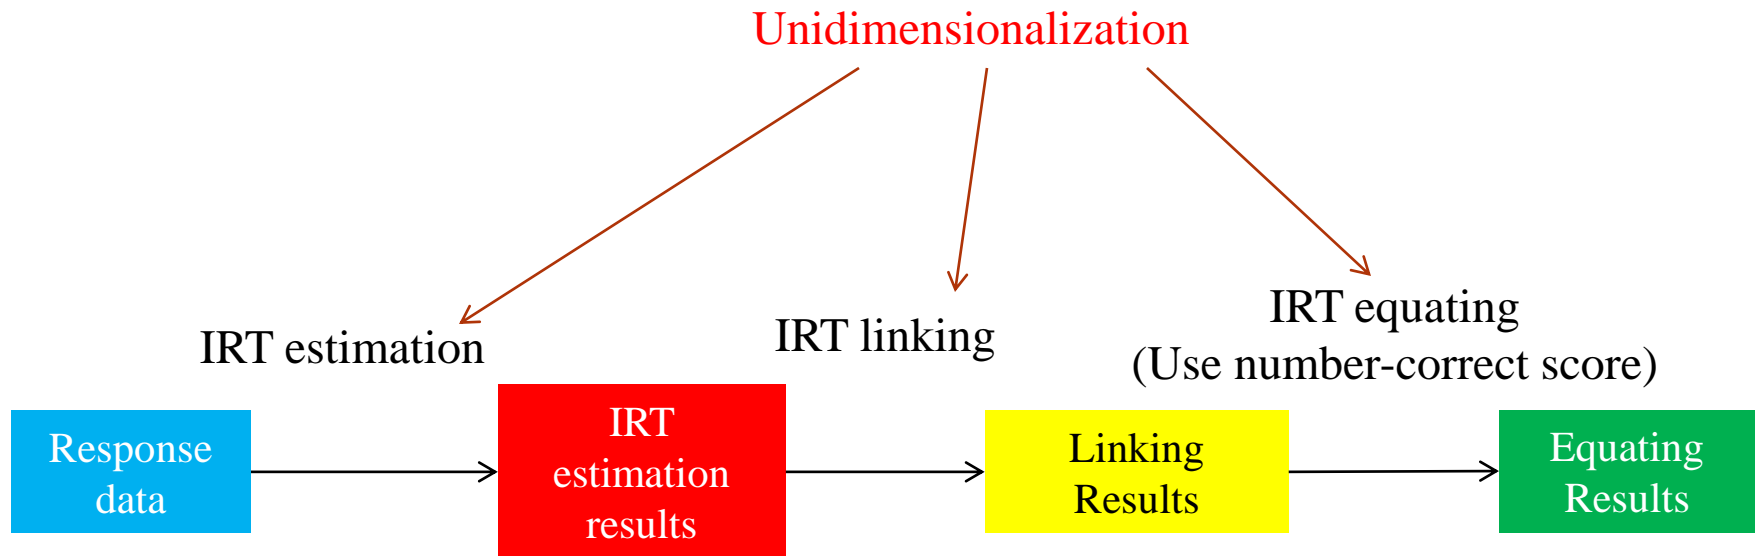 Unidimensionalization
IRT estimation
IRT linking
IRT equating
(Use number-correct score)
Response
data
IRT
estimation
results
Linking
Results
Equating
Results